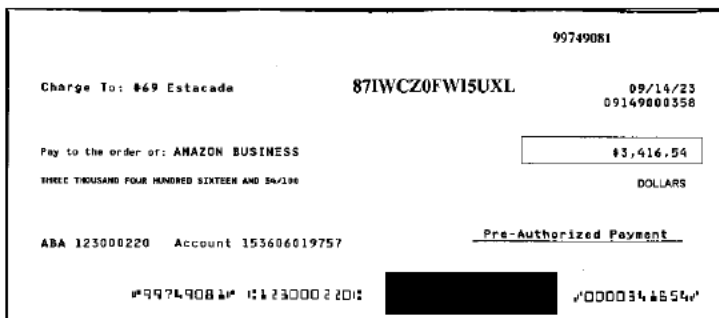 99749081
Charge To: #69 Estacada 87IWCZ0FWI5UXL 09/14/23
09149000358
Pay to the order of: AMAZON BUSINESS $3,416.54
THREE THOUSAND FOUR HUNDRED SIXTEEN AND 54/100 DOLLARS
ABA 123000220 Account 153606019757 Pre-Authorized Payment
⑈99749081⑈ ⑆123000220⑆ ⑈0000341654⑈